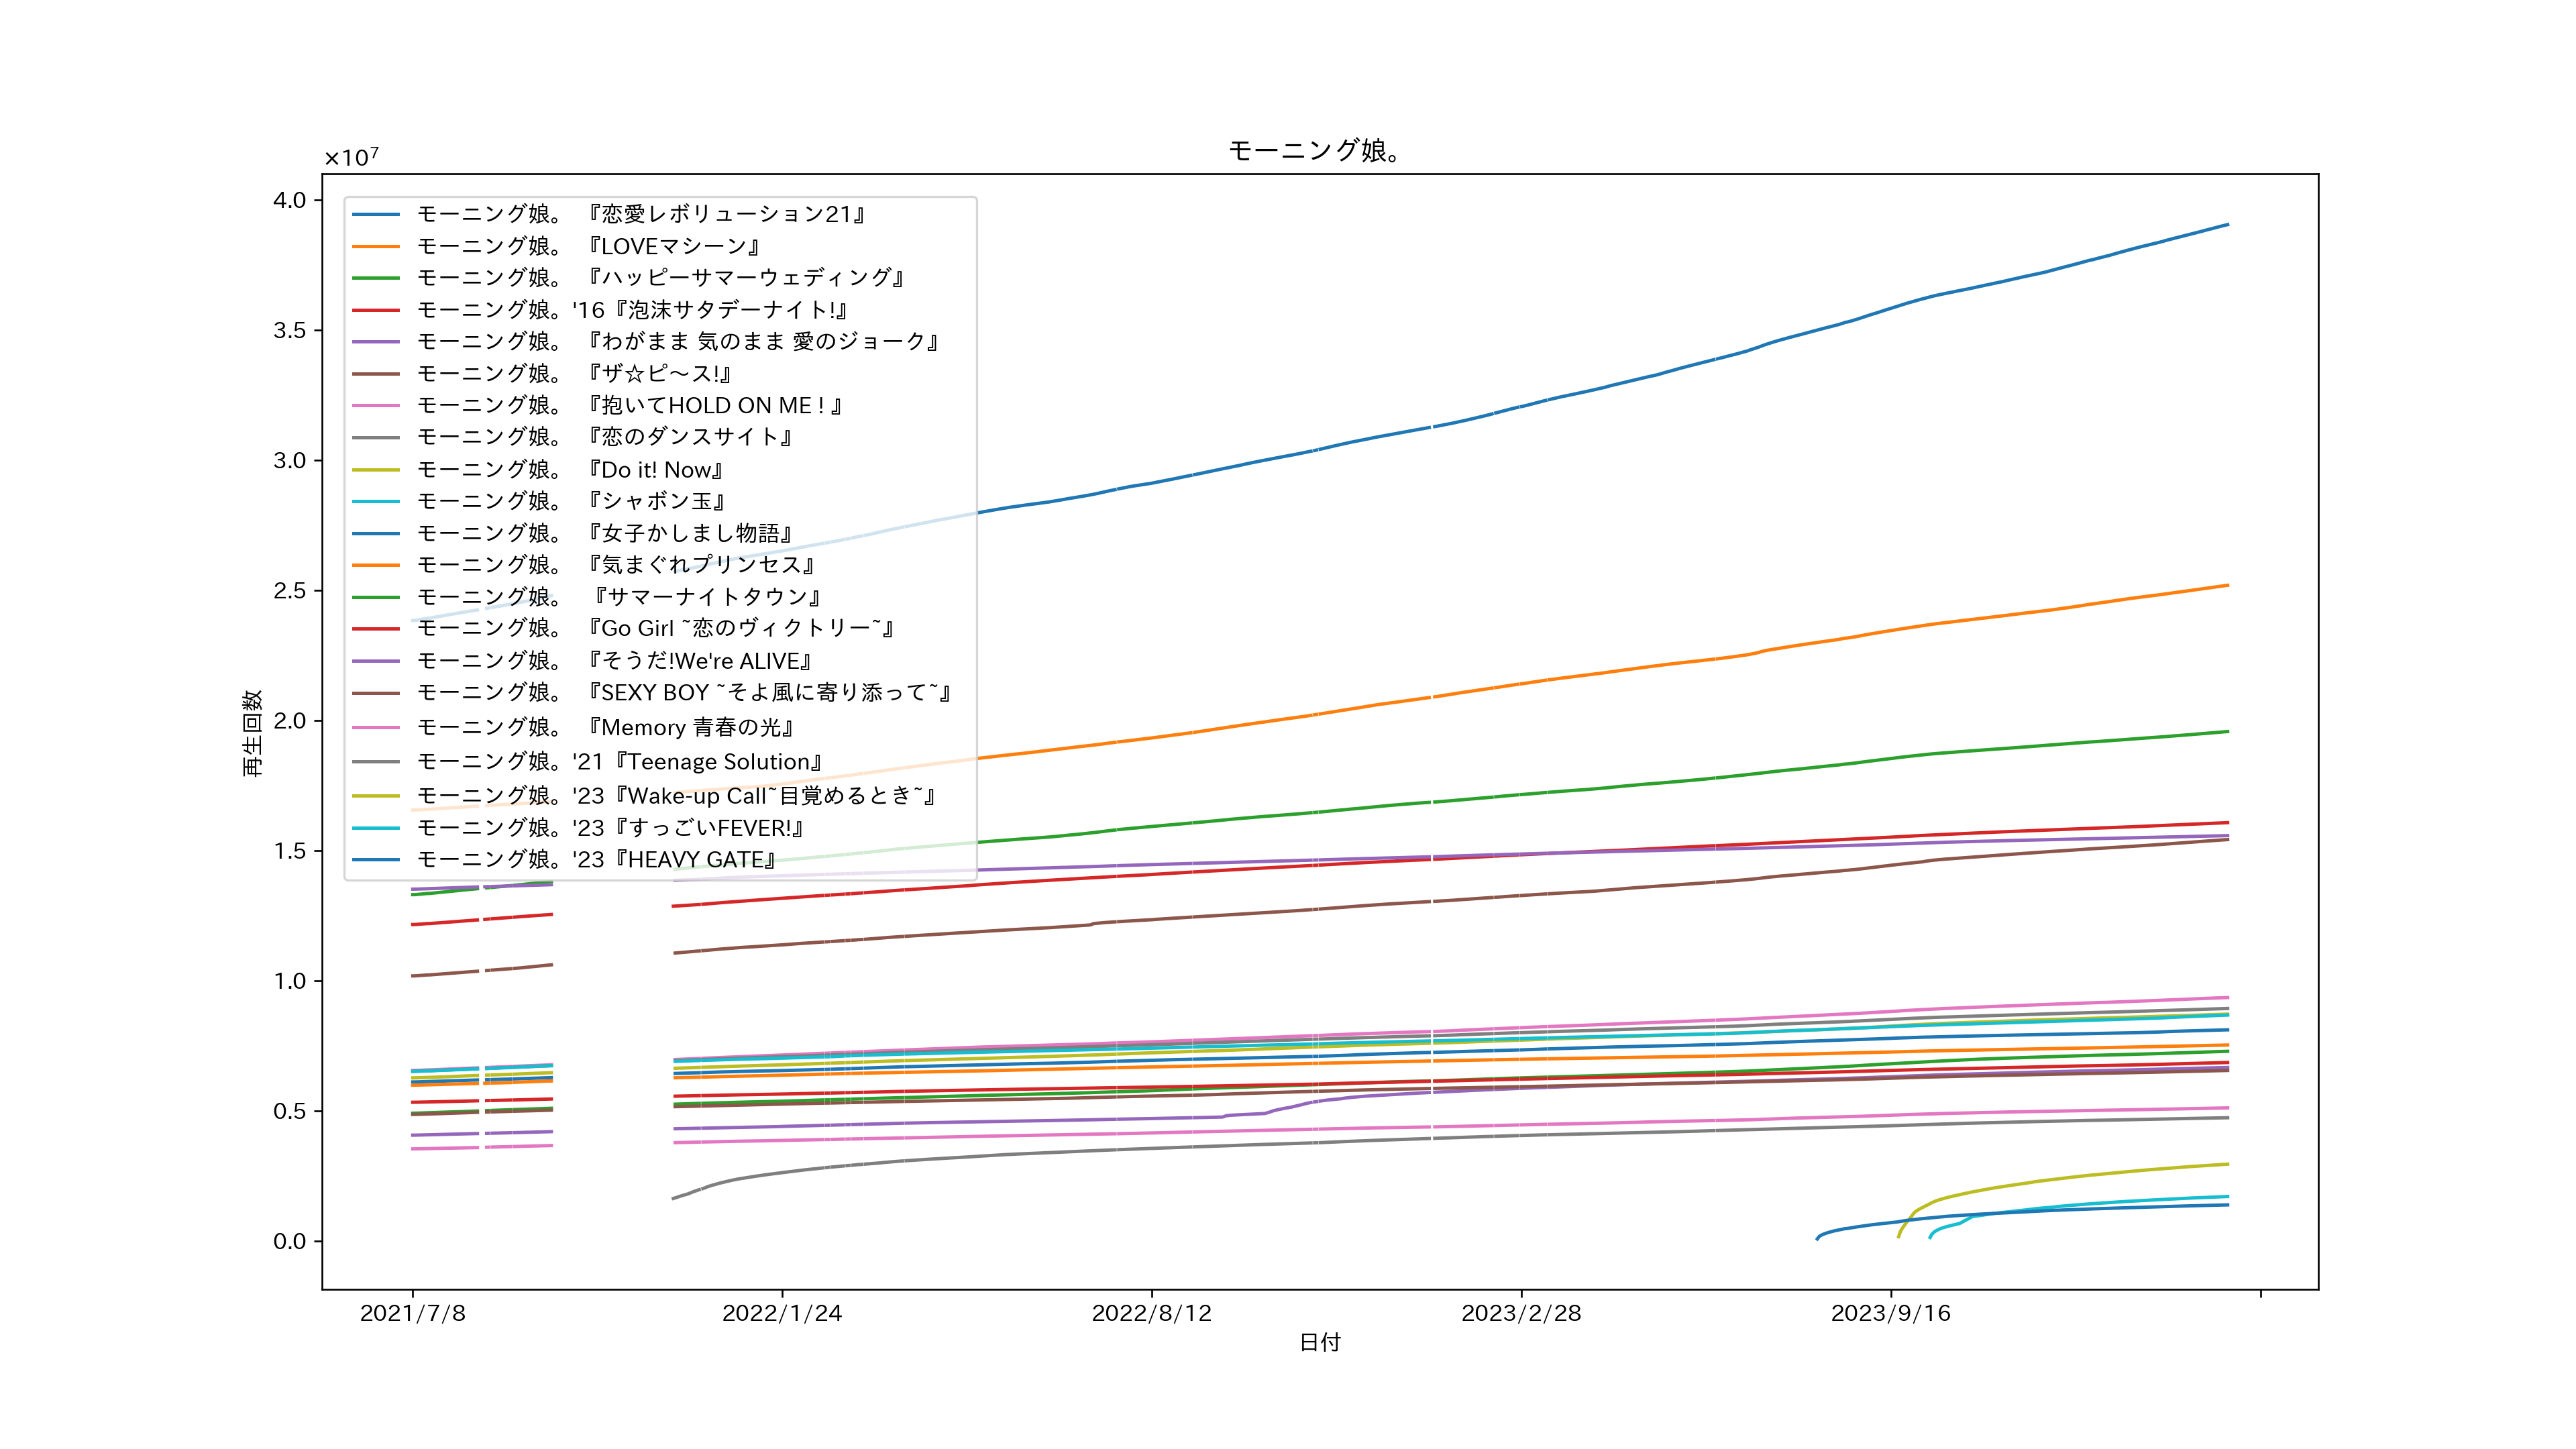 モーニング娘。
×10⁷
4.0
3.5
3.0
2.5
2.0
1.5
1.0
0.5
0.0
再生回数
モーニング娘。 『恋愛レボリューション21』
モーニング娘。 『LOVEマシーン』
モーニング娘。 『ハッピーサマーウェディング』
モーニング娘。'16『泡沫サタデーナイト!』
モーニング娘。 『わがまま 気のまま 愛のジョーク』
モーニング娘。 『ザ☆ピ〜ス!』
モーニング娘。 『抱いてHOLD ON ME ! 』
モーニング娘。 『恋のダンスサイト』
モーニング娘。 『Do it! Now』
モーニング娘。 『シャボン玉』
モーニング娘。 『女子かしまし物語』
モーニング娘。 『気まぐれプリンセス』
モーニング娘。 『サマーナイトタウン』
モーニング娘。 『Go Girl ~恋のヴィクトリー~』
モーニング娘。 『そうだ!We're ALIVE』
モーニング娘。 『SEXY BOY ~そよ風に寄り添って~』
モーニング娘。 『Memory 青春の光』
モーニング娘。'21『Teenage Solution』
モーニング娘。'23『Wake-up Call~目覚めるとき~』
モーニング娘。'23『すっごいFEVER!』
モーニング娘。'23『HEAVY GATE』
2021/7/8
2022/1/24
2022/8/12
2023/2/28
2023/9/16
日付